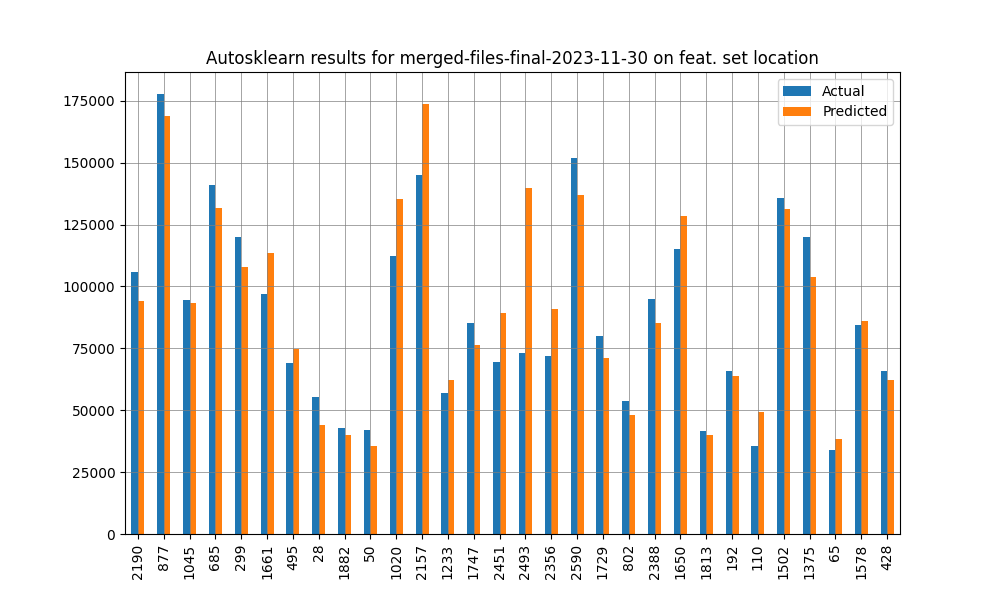 Autosklearn results for merged-files-final-2023-11-30 on feat. set location
Actual
Predicted
175000
150000
125000
100000
75000
50000
25000
0
2190 877 1045 685 299 1661 495 28 1882 50 1020 2157 1233 1747 2451 2493 2356 2590 1729 802 2388 1650 1813 192 110 1502 1375 65 1578 428